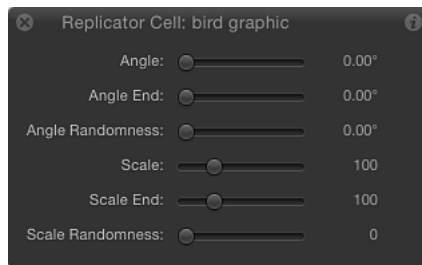 Replicator Cell: bird graphic
Angle: 0.00°
Angle End: 0.00°
Angle Randomness: 0.00°
Scale: 100
Scale End: 100
Scale Randomness: 0